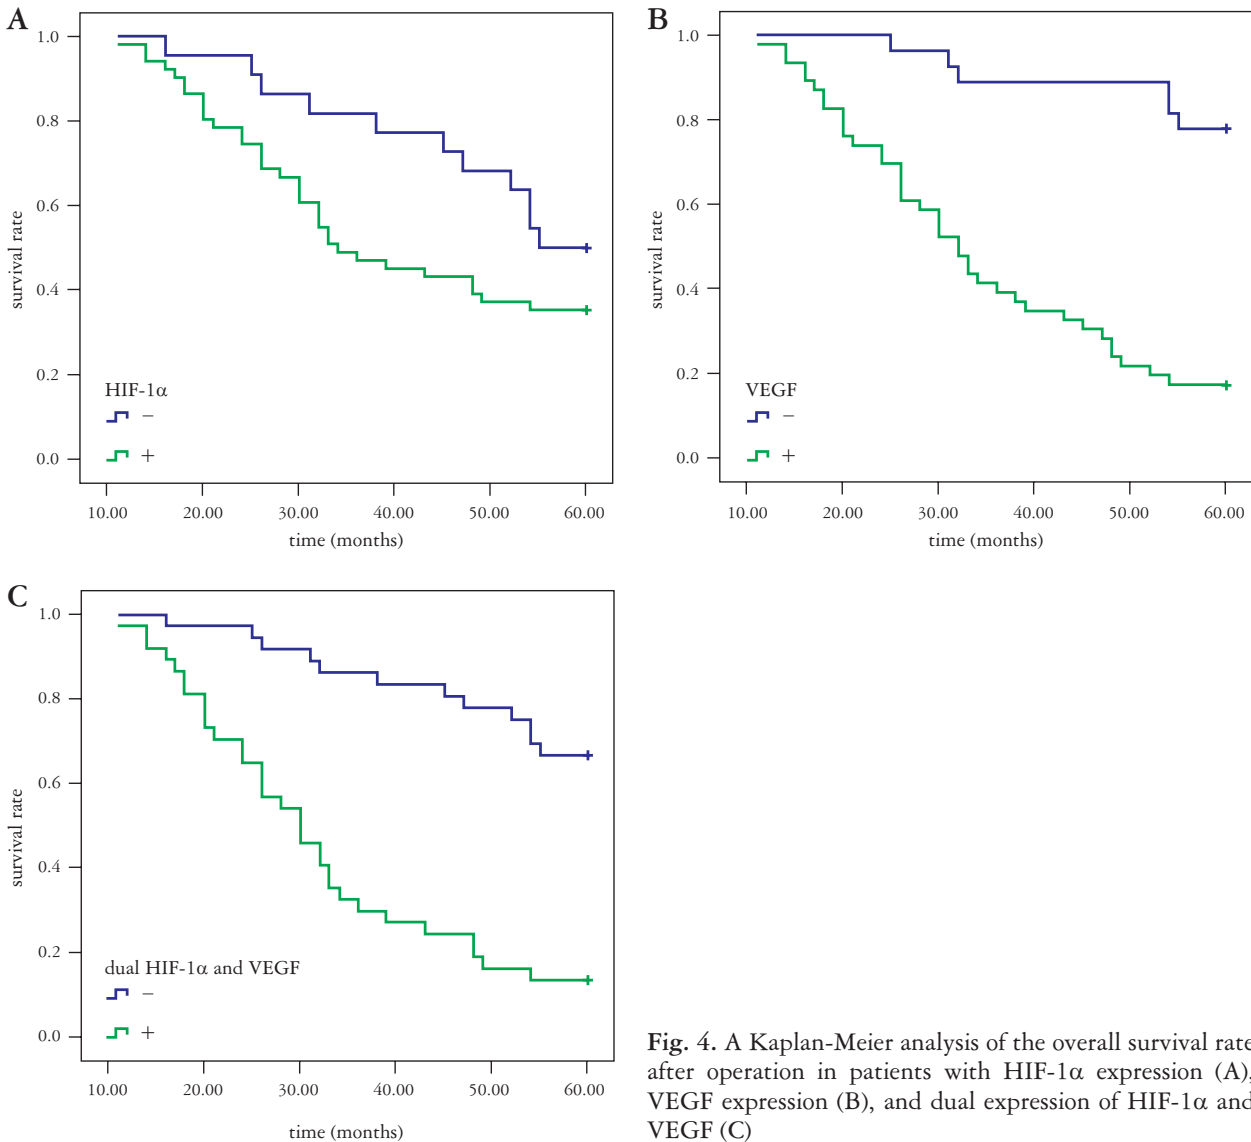 A
1.0
0.8
0.6
0.4
0.2
0.0
survival rate
HIF-1α
−
+
10.00 20.00 30.00 40.00 50.00 60.00
time (months)
B
1.0
0.8
0.6
0.4
0.2
0.0
survival rate
VEGF
−
+
10.00 20.00 30.00 40.00 50.00 60.00
time (months)
C
1.0
0.8
0.6
0.4
0.2
0.0
survival rate
dual HIF-1α and VEGF
−
+
10.00 20.00 30.00 40.00 50.00 60.00
time (months)
Fig. 4. A Kaplan-Meier analysis of the overall survival rate
after operation in patients with HIF-1α expression (A),
VEGF expression (B), and dual expression of HIF-1α and
VEGF (C)